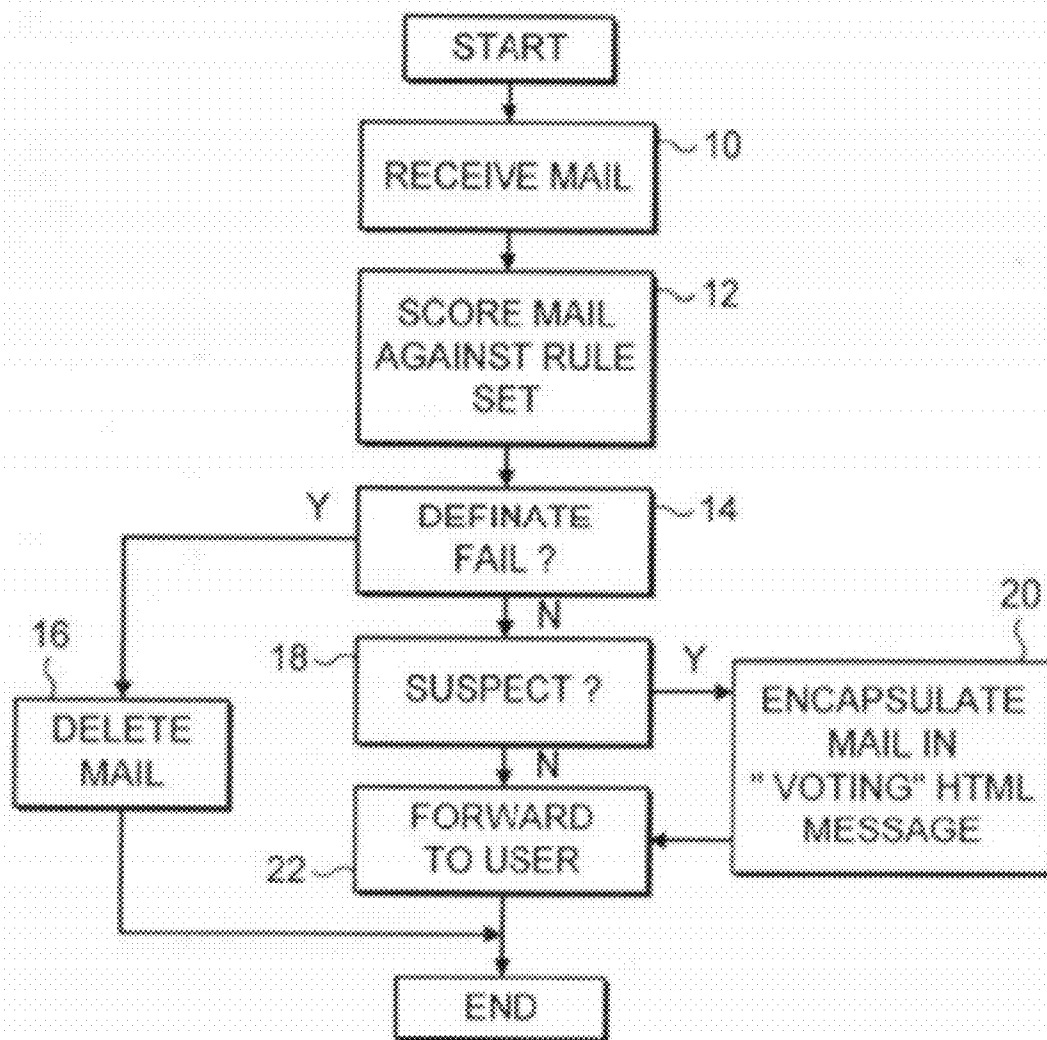 START
RECEIVE MAIL
10
SCORE MAIL
AGAINST RULE
SET
12
Y
DEFINATE
FAIL ?
14
N
16
DELETE
MAIL
18
SUSPECT ?
Y
20
ENCAPSULATE
MAIL IN
" VOTING" HTML
MESSAGE
N
FORWARD
TO USER
22
END